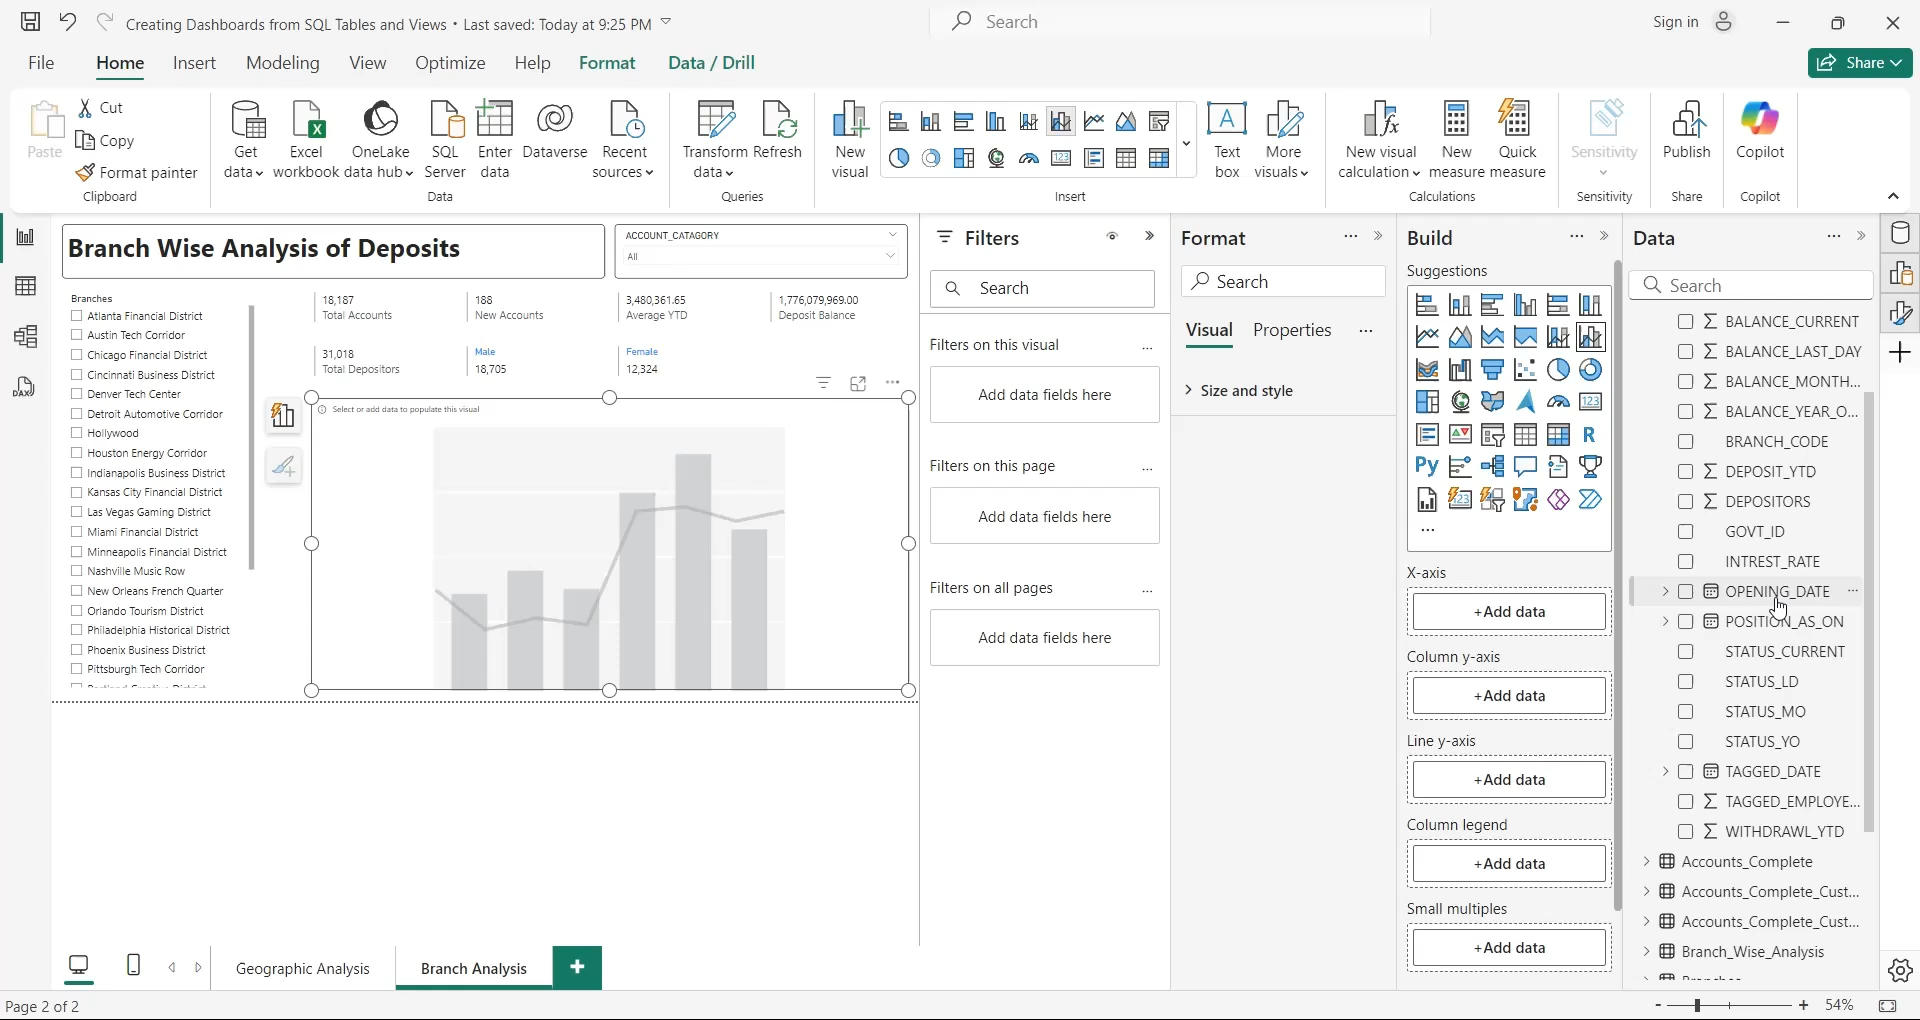 Creating Dashboards from SQL Tables and Views • Last saved: Today at 9:25 PM
Search
Sign in
File
Home
Insert
Modeling
View
Optimize
Help
Format
Data / Drill
Share
Paste
Cut
Copy
Format painter
Clipboard
Get data
Excel workbook
OneLake data hub
SQL Server
Enter data
Dataverse
Recent sources
Data
Transform data
Refresh
Queries
New visual
Text box
More visuals
Insert
New visual calculation
New measure
Quick measure
Calculations
Sensitivity
Sensitivity
Publish
Share
Copilot
Copilot
Branch Wise Analysis of Deposits
ACCOUNT_CATAGORY
All
Branches
Atlanta Financial District
Austin Tech Corridor
Chicago Financial District
Cincinnati Business District
Denver Tech Center
Detroit Automotive Corridor
Hollywood
Houston Energy Corridor
Indianapolis Business District
Kansas City Financial District
Las Vegas Gaming District
Miami Financial District
Minneapolis Financial District
Nashville Music Row
New Orleans French Quarter
Orlando Tourism District
Philadelphia Historical District
Phoenix Business District
Pittsburgh Tech Corridor
18,187
Total Accounts
188
New Accounts
3,480,361.65
Average YTD
1,776,079,969.00
Deposit Balance
31,018
Total Depositors
Male
18,705
Female
12,324
Select or add data to populate this visual
Filters
Search
Filters on this visual
Add data fields here
Filters on this page
Add data fields here
Filters on all pages
Add data fields here
Format
Search
Visual
Properties
Size and style
Build
Suggestions
R
Py
X-axis
+Add data
Column y-axis
+Add data
Line y-axis
+Add data
Column legend
+Add data
Small multiples
+Add data
Data
Search
BALANCE_CURRENT
BALANCE_LAST_DAY
BALANCE_MONTH...
BALANCE_YEAR_O...
BRANCH_CODE
DEPOSIT_YTD
DEPOSITORS
GOVT_ID
INTREST_RATE
OPENING_DATE
POSITION_AS_ON
STATUS_CURRENT
STATUS_LD
STATUS_MO
STATUS_YO
TAGGED_DATE
TAGGED_EMPLOYE...
WITHDRAWL_YTD
Accounts_Complete
Accounts_Complete_Cust...
Accounts_Complete_Cust...
Branch_Wise_Analysis
Geographic Analysis
Branch Analysis
Page 2 of 2
54%